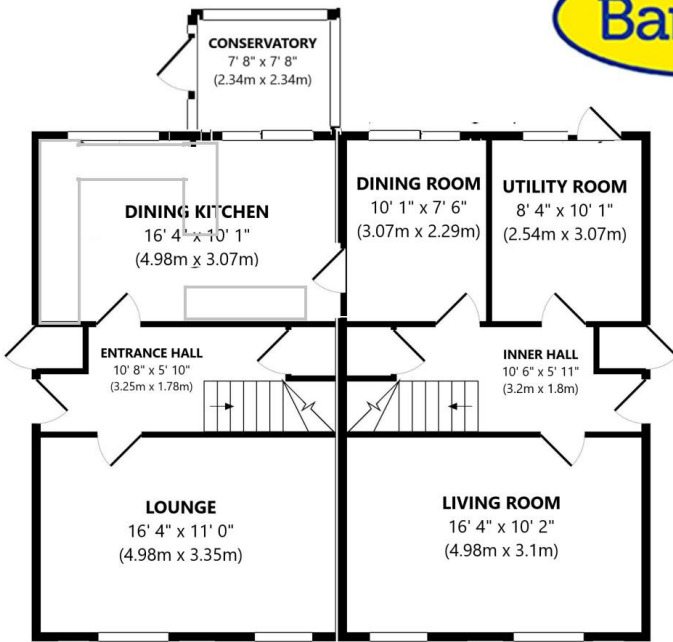 CONSERVATORY
7' 8" x 7' 8"
(2.34m x 2.34m)
DINING KITCHEN
16' 4" x 10' 1"
(4.98m x 3.07m)
DINING ROOM
10' 1" x 7' 6"
(3.07m x 2.29m)
UTILITY ROOM
8' 4" x 10' 1"
(2.54m x 3.07m)
ENTRANCE HALL
10' 8" x 5' 10"
(3.25m x 1.78m)
INNER HALL
10' 6" x 5' 11"
(3.2m x 1.8m)
LOUNGE
16' 4" x 11' 0"
(4.98m x 3.35m)
LIVING ROOM
16' 4" x 10' 2"
(4.98m x 3.1m)